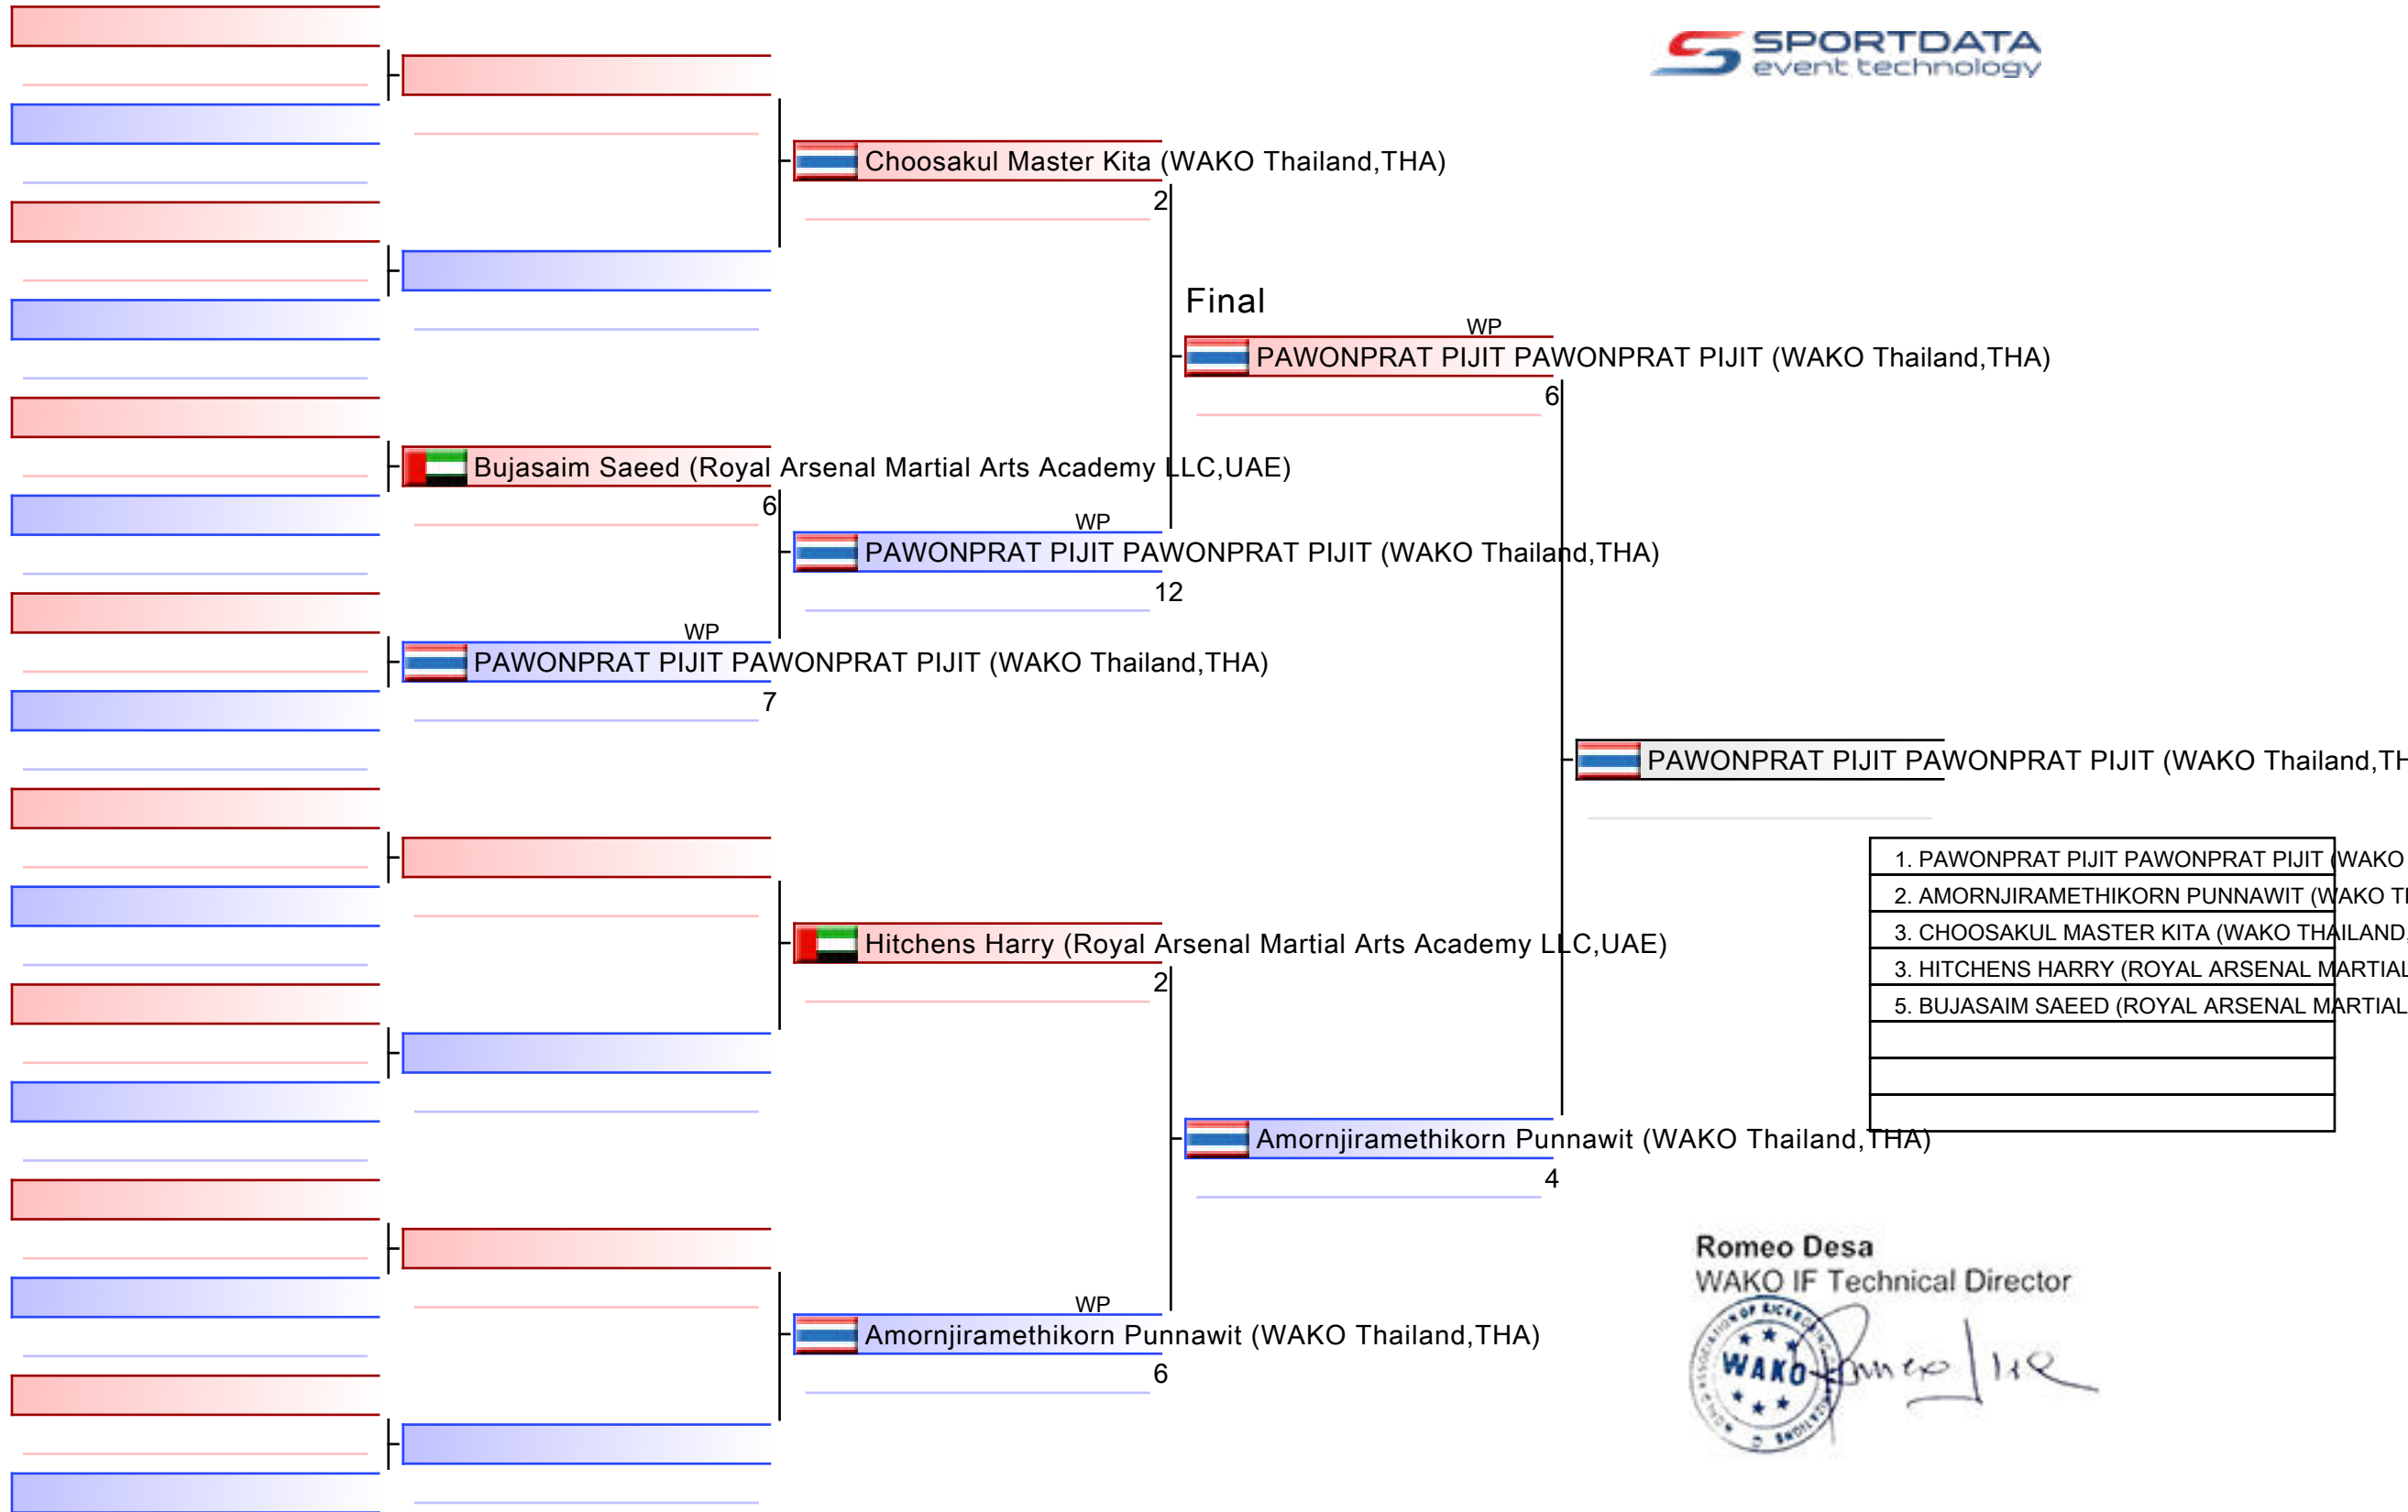 SPORTDATA
event technology
Choosakul Master Kita (WAKO Thailand,THA)
2
Final
WP
PAWONPRAT PIJIT PAWONPRAT PIJIT (WAKO Thailand,THA)
6
Bujasaim Saeed (Royal Arsenal Martial Arts Academy LLC,UAE)
6
WP
PAWONPRAT PIJIT PAWONPRAT PIJIT (WAKO Thailand,THA)
12
WP
PAWONPRAT PIJIT PAWONPRAT PIJIT (WAKO Thailand,THA)
7
PAWONPRAT PIJIT PAWONPRAT PIJIT (WAKO Thailand,TH
1. PAWONPRAT PIJIT PAWONPRAT PIJIT (WAKO
2. AMORNJIRAMETHIKORN PUNNAWIT (WAKO TH
3. CHOOSAKUL MASTER KITA (WAKO THAILAND,
3. HITCHENS HARRY (ROYAL ARSENAL MARTIAL
5. BUJASAIM SAEED (ROYAL ARSENAL MARTIAL
Hitchens Harry (Royal Arsenal Martial Arts Academy LLC,UAE)
2
Amornjiramethikorn Punnawit (WAKO Thailand,THA)
4
WP
Amornjiramethikorn Punnawit (WAKO Thailand,THA)
6
Romeo Desa
WAKO IF Technical Director
WAKO